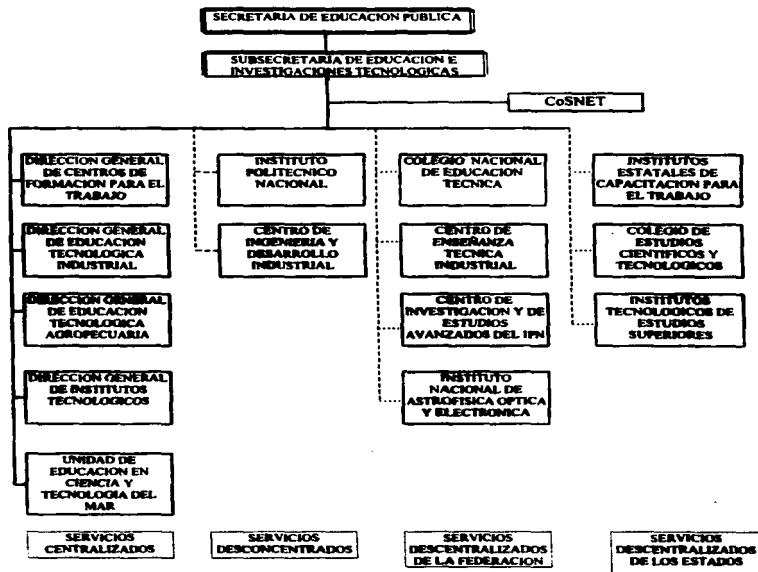 SECRETARIA DE EDUCACION PUBLICA
SUBSECRETARIA DE EDUCACION E
INVESTIGACIONES TECNOLOGICAS
CoSNET
DIRECCION GENERAL
DE CENTROS DE
FORMACION PARA EL
TRABAJO
DIRECCION GENERAL
DE EDUCACION
TECNOLOGICA
INDUSTRIAL
DIRECCION GENERAL
DE EDUCACION
TECNOLOGICA
AGROPECUARIA
DIRECCION GENERAL
DE INSTITUTOS
TECNOLOGICOS
UNIDAD DE
EDUCACION EN
CIENCIA Y
TECNOLOGIA DEL
MAR
SERVICIOS
CENTRALIZADOS
INSTITUTO
POLITECNICO
NACIONAL
CENTRO DE
INGENIERIA Y
DESARROLLO
INDUSTRIAL
SERVICIOS
DESCONCENTRADOS
COLEGIO NACIONAL
DE EDUCACION
TECNICA
CENTRO DE
ENSEÑANZA
TECNICA
INDUSTRIAL
CENTRO DE
INVESTIGACION Y DE
ESTUDIOS
AVANZADOS DEL IPN
INSTITUTO
NACIONAL DE
ASTROFISICA OPTICA
Y ELECTRONICA
SERVICIOS
DESCENTRALIZADOS
DE LA FEDERACION
INSTITUTOS
ESTATALES DE
CAPACITACION PARA
EL TRABAJO
COLEGIO DE
ESTUDIOS
CIENTIFICOS Y
TECNOLOGICOS
INSTITUTOS
TECNOLOGICOS DE
ESTUDIOS
SUPERIORES
SERVICIOS
DESCENTRALIZADOS
DE LOS ESTADOS